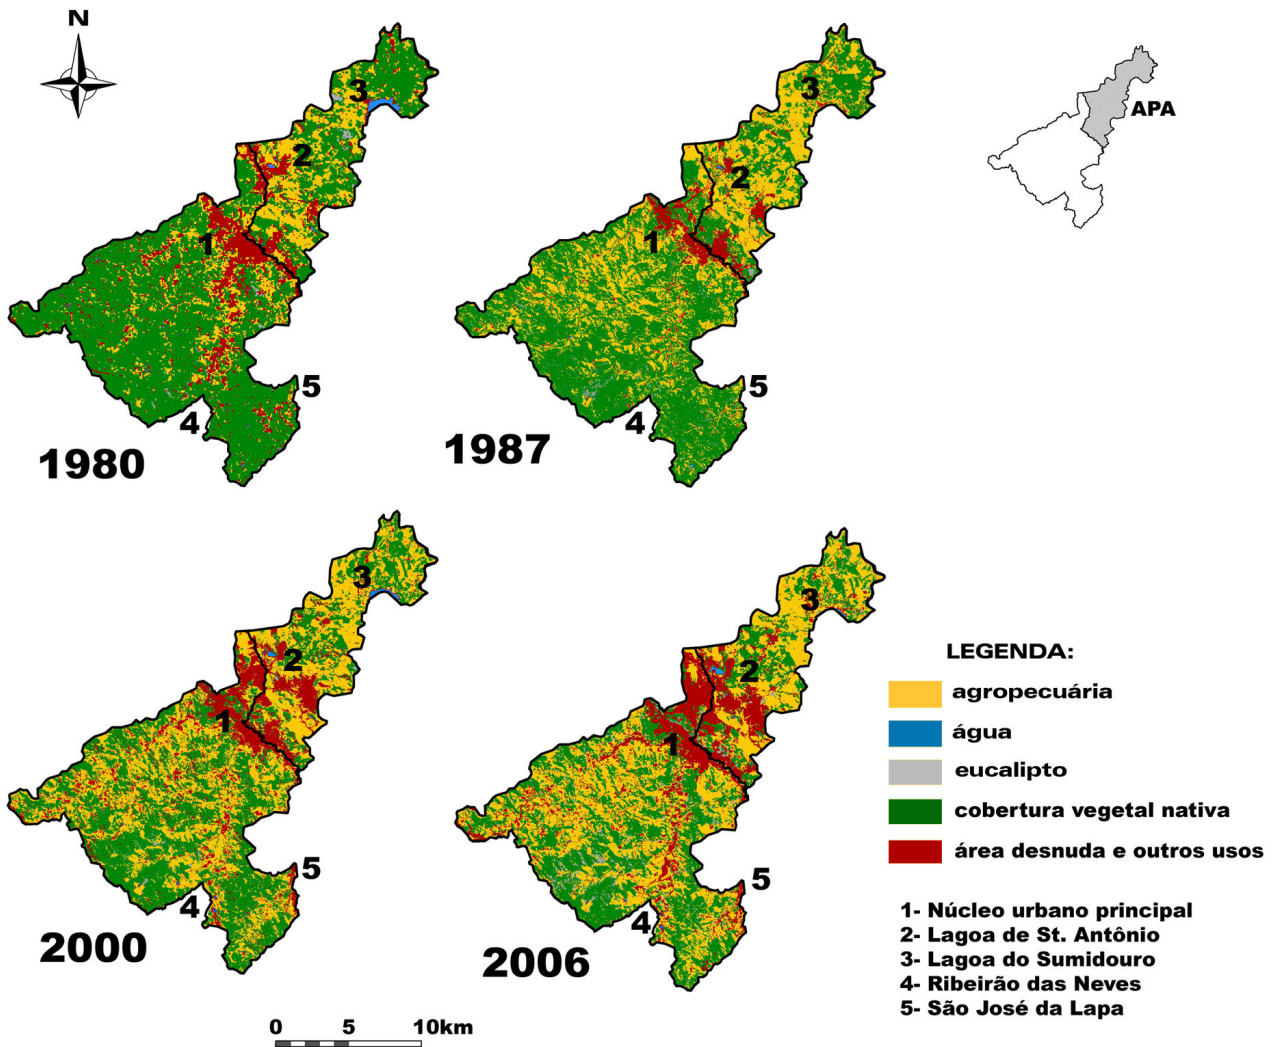 N
3
2
1
5
4
1980
3
2
1
5
4
1987
APA
3
2
1
5
4
2000
3
2
1
5
4
2006
LEGENDA:
agropecuária
água
eucalipto
cobertura vegetal nativa
área desnuda e outros usos
1- Núcleo urbano principal
2- Lagoa de St. Antônio
3- Lagoa do Sumidouro
4- Ribeirão das Neves
5- São José da Lapa
0 5 10km